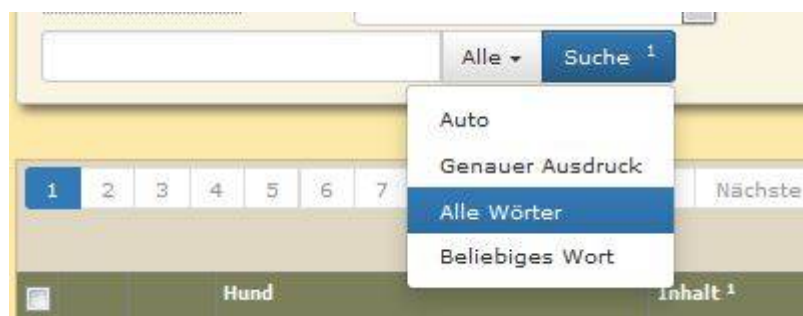 Alle Suche ¹
Auto
Genauer Ausdruck
1 2 3 4 5 6 7 Nächste
Alle Wörter
Beliebiges Wort
Hund Inhalt ¹